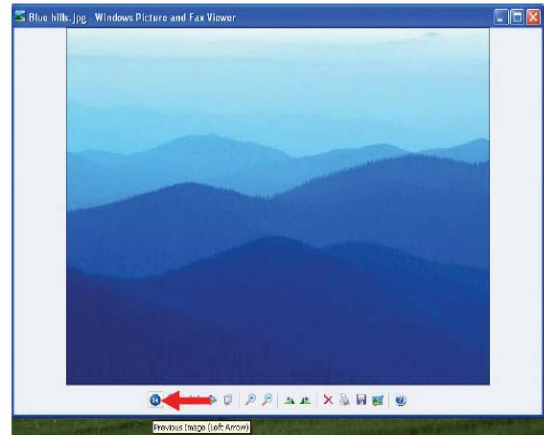 Blue hills.jpg - Windows Picture and Fax Viewer
Previous Image (Left Arrow)